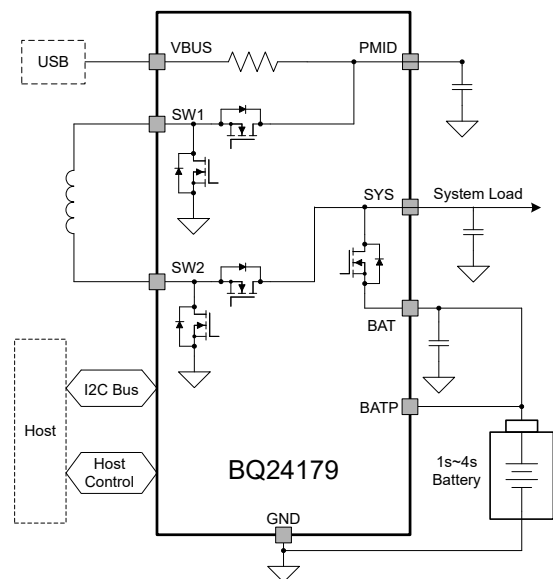 USB
VBUS
PMID
SW1
SYS
System Load
SW2
BAT
I2C Bus
BATP
Host
Host
Control
BQ24179
1s~4s
Battery
GND